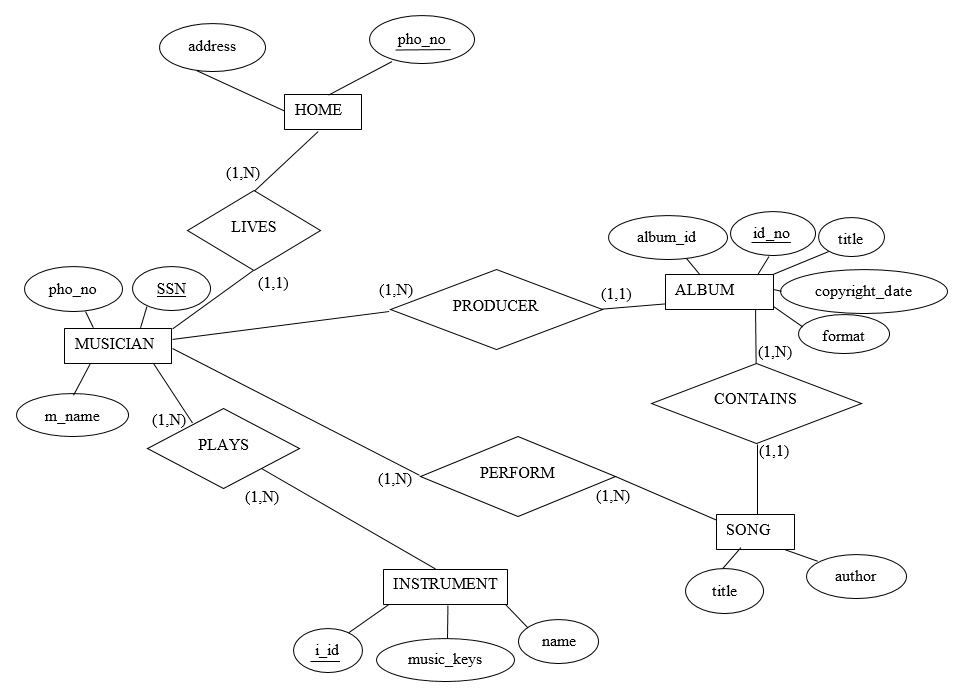 address
pho_no
HOME
(1,N)
LIVES
(1,1)
pho_no
SSN
MUSICIAN
m_name
(1,N)
PRODUCER
(1,1)
album_id
id_no
title
ALBUM
copyright_date
format
(1,N)
CONTAINS
(1,1)
(1,N)
PLAYS
(1,N)
(1,N)
PERFORM
(1,N)
SONG
title
author
INSTRUMENT
i_id
music_keys
name